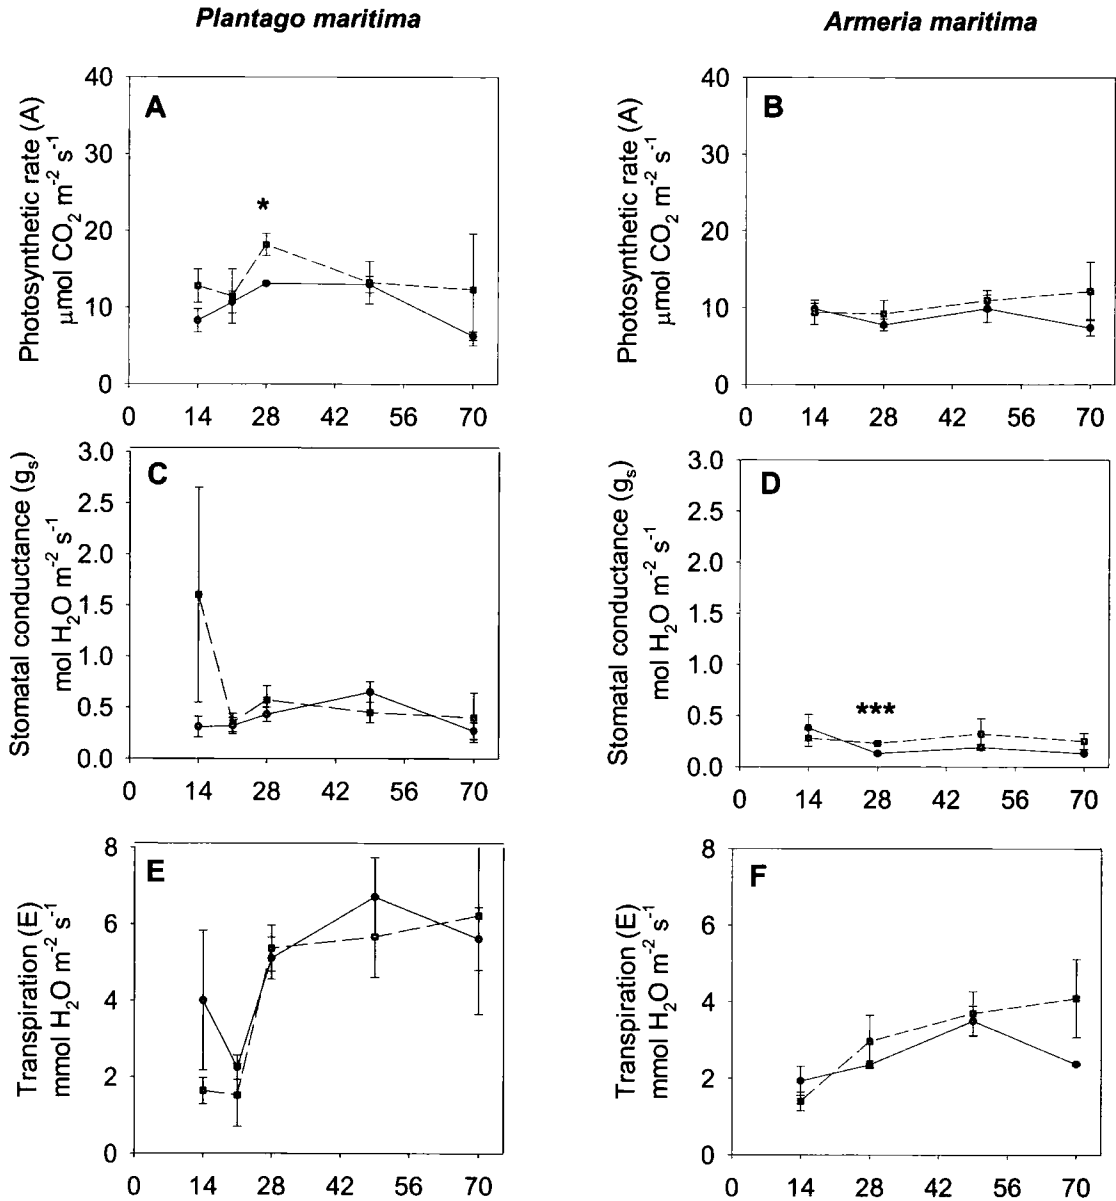 Plantago maritima
Armeria maritima
Photosynthetic rate (A)
μmol CO₂ m⁻² s⁻¹
40
30
20
10
0
A
*
0 14 28 42 56 70
Photosynthetic rate (A)
μmol CO₂ m⁻² s⁻¹
40
30
20
10
0
B
0 14 28 42 56 70
Stomatal conductance (gₛ)
mol H₂O m⁻² s⁻¹
3.0
2.5
2.0
1.5
1.0
0.5
0.0
C
0 14 28 42 56 70
Stomatal conductance (gₛ)
mol H₂O m⁻² s⁻¹
3.0
2.5
2.0
1.5
1.0
0.5
0.0
D
***
0 14 28 42 56 70
Transpiration (E)
mmol H₂O m⁻² s⁻¹
8
6
4
2
0
E
0 14 28 42 56 70
Transpiration (E)
mmol H₂O m⁻² s⁻¹
8
6
4
2
0
F
0 14 28 42 56 70